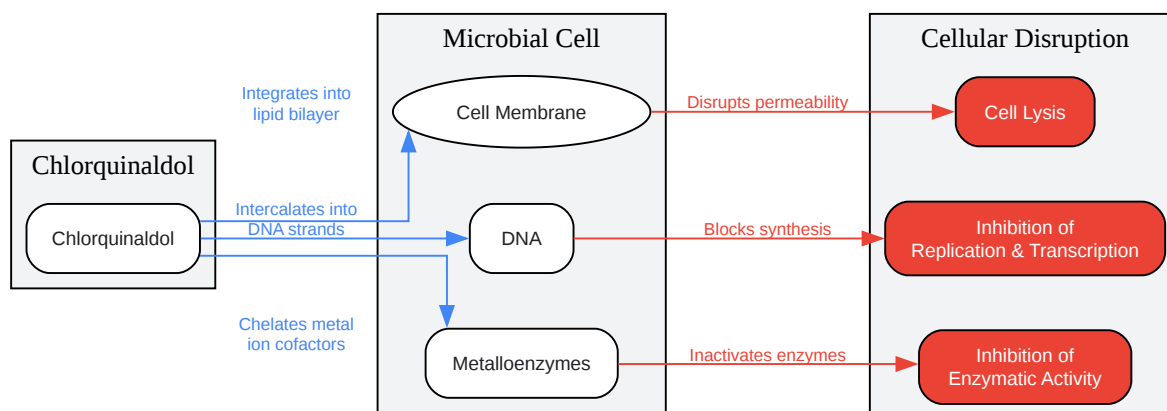 Microbial Cell
Cellular Disruption
Integrates into
lipid bilayer
Cell Membrane
Disrupts permeability
Cell Lysis
Chlorquinaldol
Chlorquinaldol
Intercalates into
DNA strands
DNA
Blocks synthesis
Inhibition of
Replication & Transcription
Chelates metal
ion cofactors
Metalloenzymes
Inactivates enzymes
Inhibition of
Enzymatic Activity